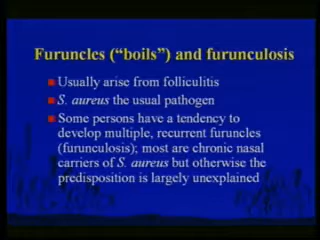 Furuncles (“boils”) and furunculosis
Usually arise from folliculitis
S. aureus the usual pathogen
Some persons have a tendency to
develop multiple, recurrent furuncles
(furunculosis); most are chronic nasal
carriers of S. aureus but otherwise the
predisposition is largely unexplained